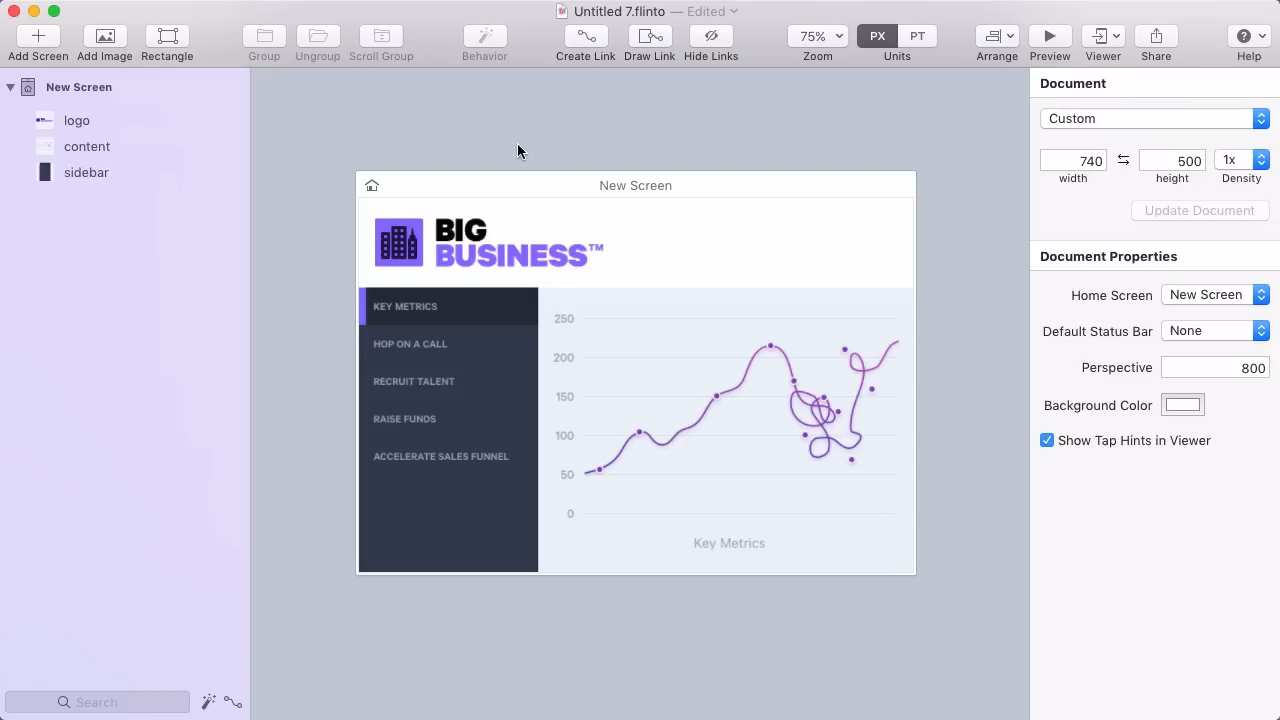 Untitled 7.flinto — Edited
Add Screen
Add Image
Rectangle
Group
Ungroup
Scroll Group
Behavior
Create Link
Draw Link
Hide Links
75%
Zoom
PX
PT
Units
Arrange
Preview
Viewer
Share
?
Help
New Screen
logo
content
sidebar
Search
New Screen
BIG
BUSINESS™
KEY METRICS
HOP ON A CALL
RECRUIT TALENT
RAISE FUNDS
ACCELERATE SALES FUNNEL
250
200
150
100
50
0
Key Metrics
Document
Custom
740
500
1x
width
height
Density
Update Document
Document Properties
Home Screen
New Screen
Default Status Bar
None
Perspective
800
Background Color
Show Tap Hints in Viewer